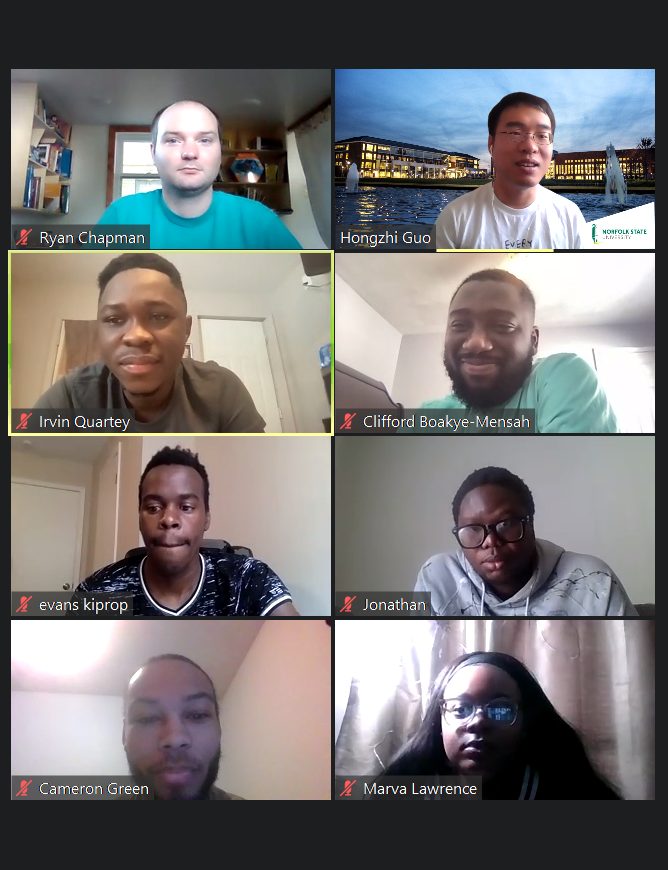 Ryan Chapman
EVERY
NORFOLK STATE
UNIVERSITY
Hongzhi Guo
Irvin Quartey
Clifford Boakye-Mensah
evans kiprop
Jonathan
Cameron Green
Marva Lawrence